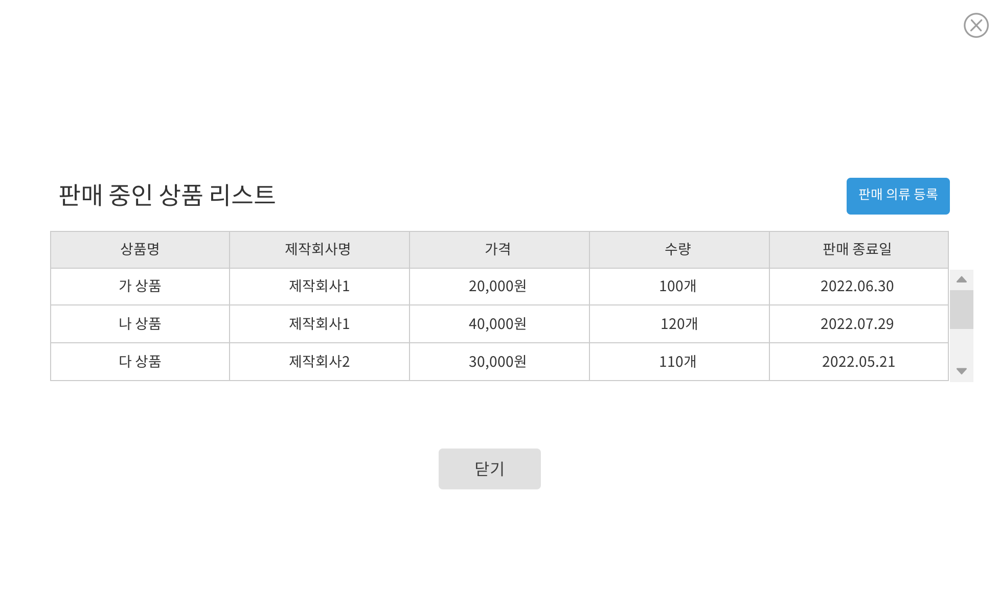 판매 중인 상품 리스트
판매 의류 등록
상품명 제작회사명 가격 수량 판매 종료일
가 상품 제작회사1 20,000원 100개 2022.06.30
나 상품 제작회사1 40,000원 120개 2022.07.29
다 상품 제작회사2 30,000원 110개 2022.05.21
닫기